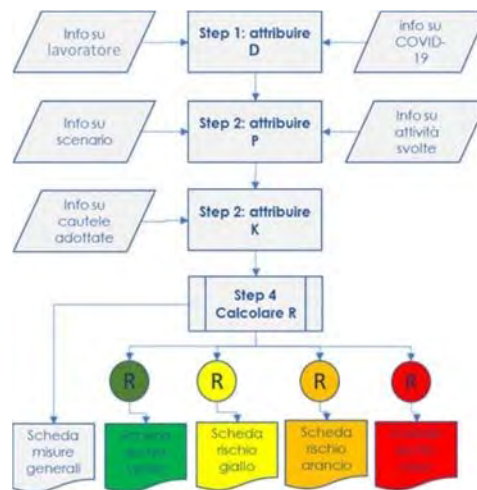 Info su
lavoratore
Step 1: attribuire
D
info su
COVID-
19
Info su
scenario
Step 2: attribuire
P
Info su
attività
svolte
Info su
cautele
adottate
Step 2: attribuire
K
Step 4
Calcolare R
R
R
R
R
Scheda
misure
generali
Scheda
rischio
giallo
Scheda
rischio
arancio